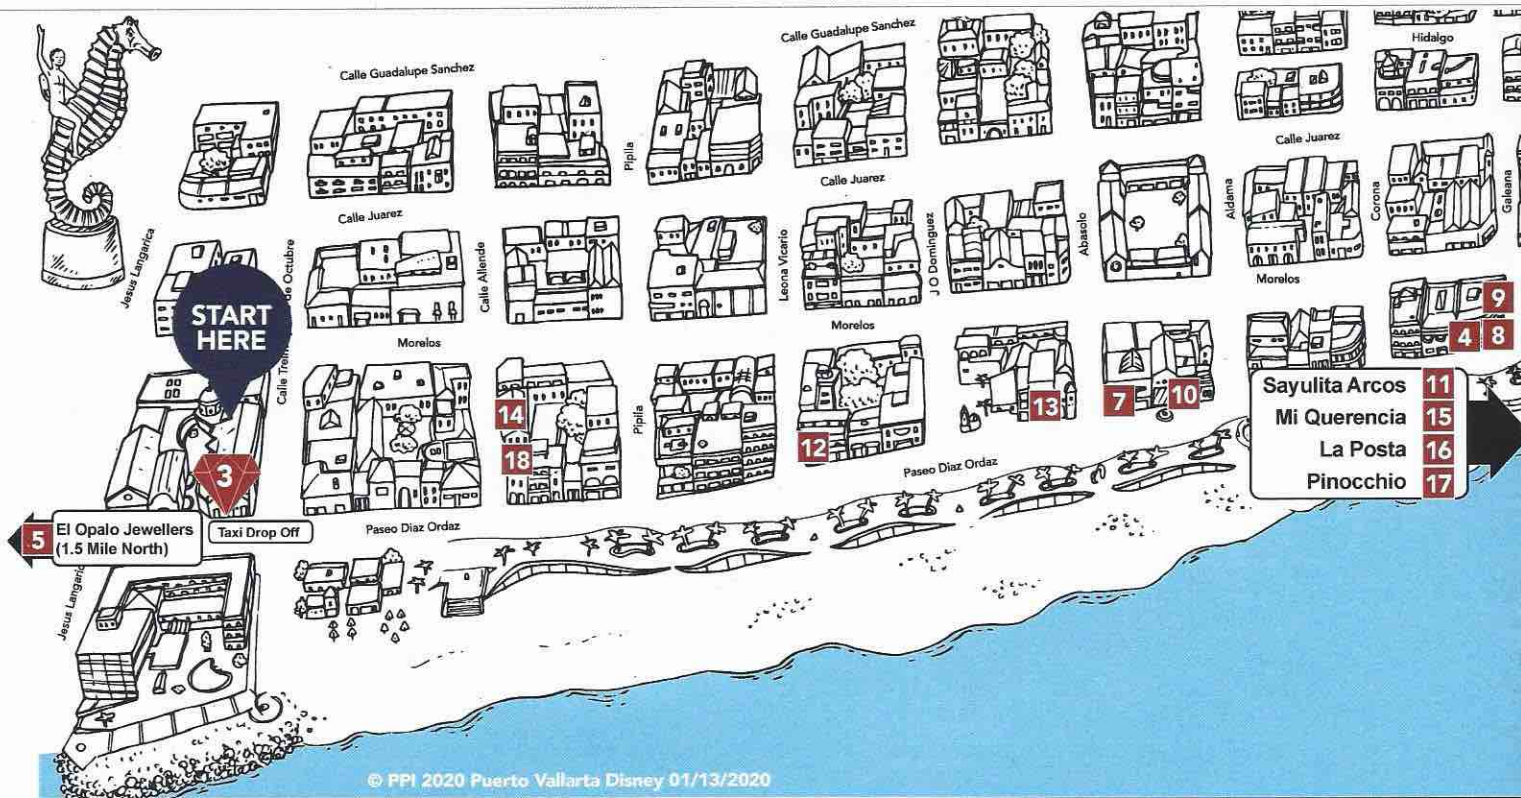 Calle Guadalupe Sanchez
Calle Guadalupe Sanchez
Hidalgo
Pipila
Calle Juarez
Calle Juarez
Calle Juarez
Jesus Langarica
de Octubre
Calle Allende
Leona Vicario
J O Dominguez
Abasolo
Aldama
Corona
Galeana
START
HERE
Morelos
Morelos
Morelos
9
4
8
Calle
Pipila
14
18
12
13
7
10
Sayulita Arcos 11
Mi Querencia 15
La Posta 16
Pinocchio 17
3
Paseo Diaz Ordaz
5
El Opalo Jewellers
(1.5 Mile North)
Taxi Drop Off
Paseo Diaz Ordaz
Jesus
© PPI 2020 Puerto Vallarta Disney 01/13/2020